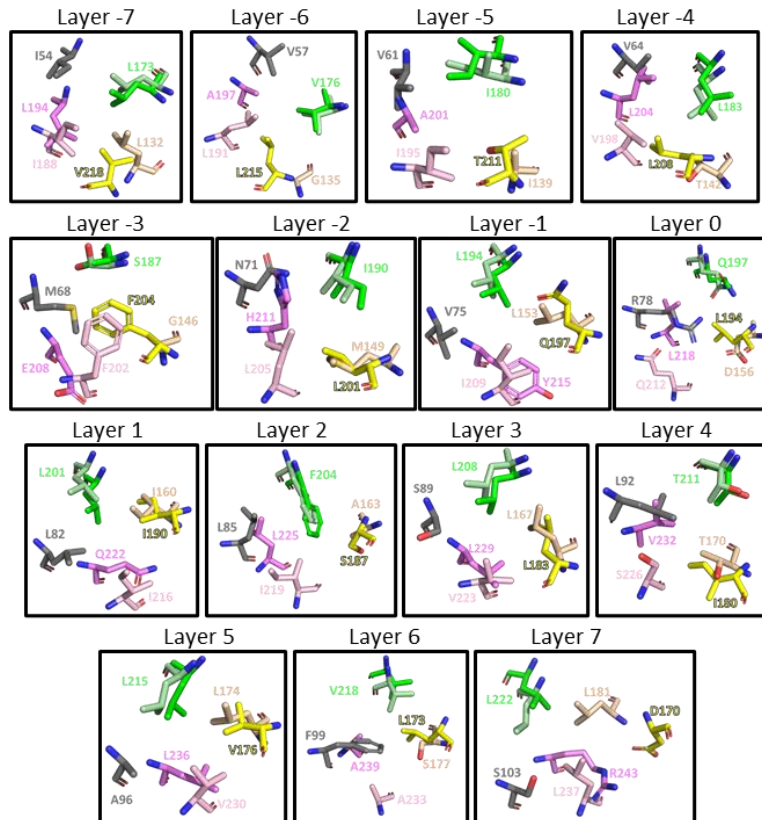 Layer -7 Layer -6 Layer -5 Layer -4
I54 L173 L194 L132 I188 V218
V57 V176 A197 L191 L215 G135
V61 I180 A201 I195 T211 I139
V64 L183 L204 V198 L208 T142
Layer -3 Layer -2 Layer -1 Layer 0
S187 M68 F204 G146 E208 F202
N71 I190 H211 M149 L205 L201
L194 V75 L153 Q197 I209 Y215
Q197 R78 L194 L218 D156 Q212
Layer 1 Layer 2 Layer 3 Layer 4
L201 I160 I190 L82 Q222 I216
F204 A163 L85 L225 S187 I219
L208 S89 L167 L229 L183 V223
L92 T211 V232 T170 S226 I180
Layer 5 Layer 6 Layer 7
L215 L174 V176 L236 A96 V230
V218 L173 F99 A239 S177 A233
L222 L181 D170 R243 S103 L237